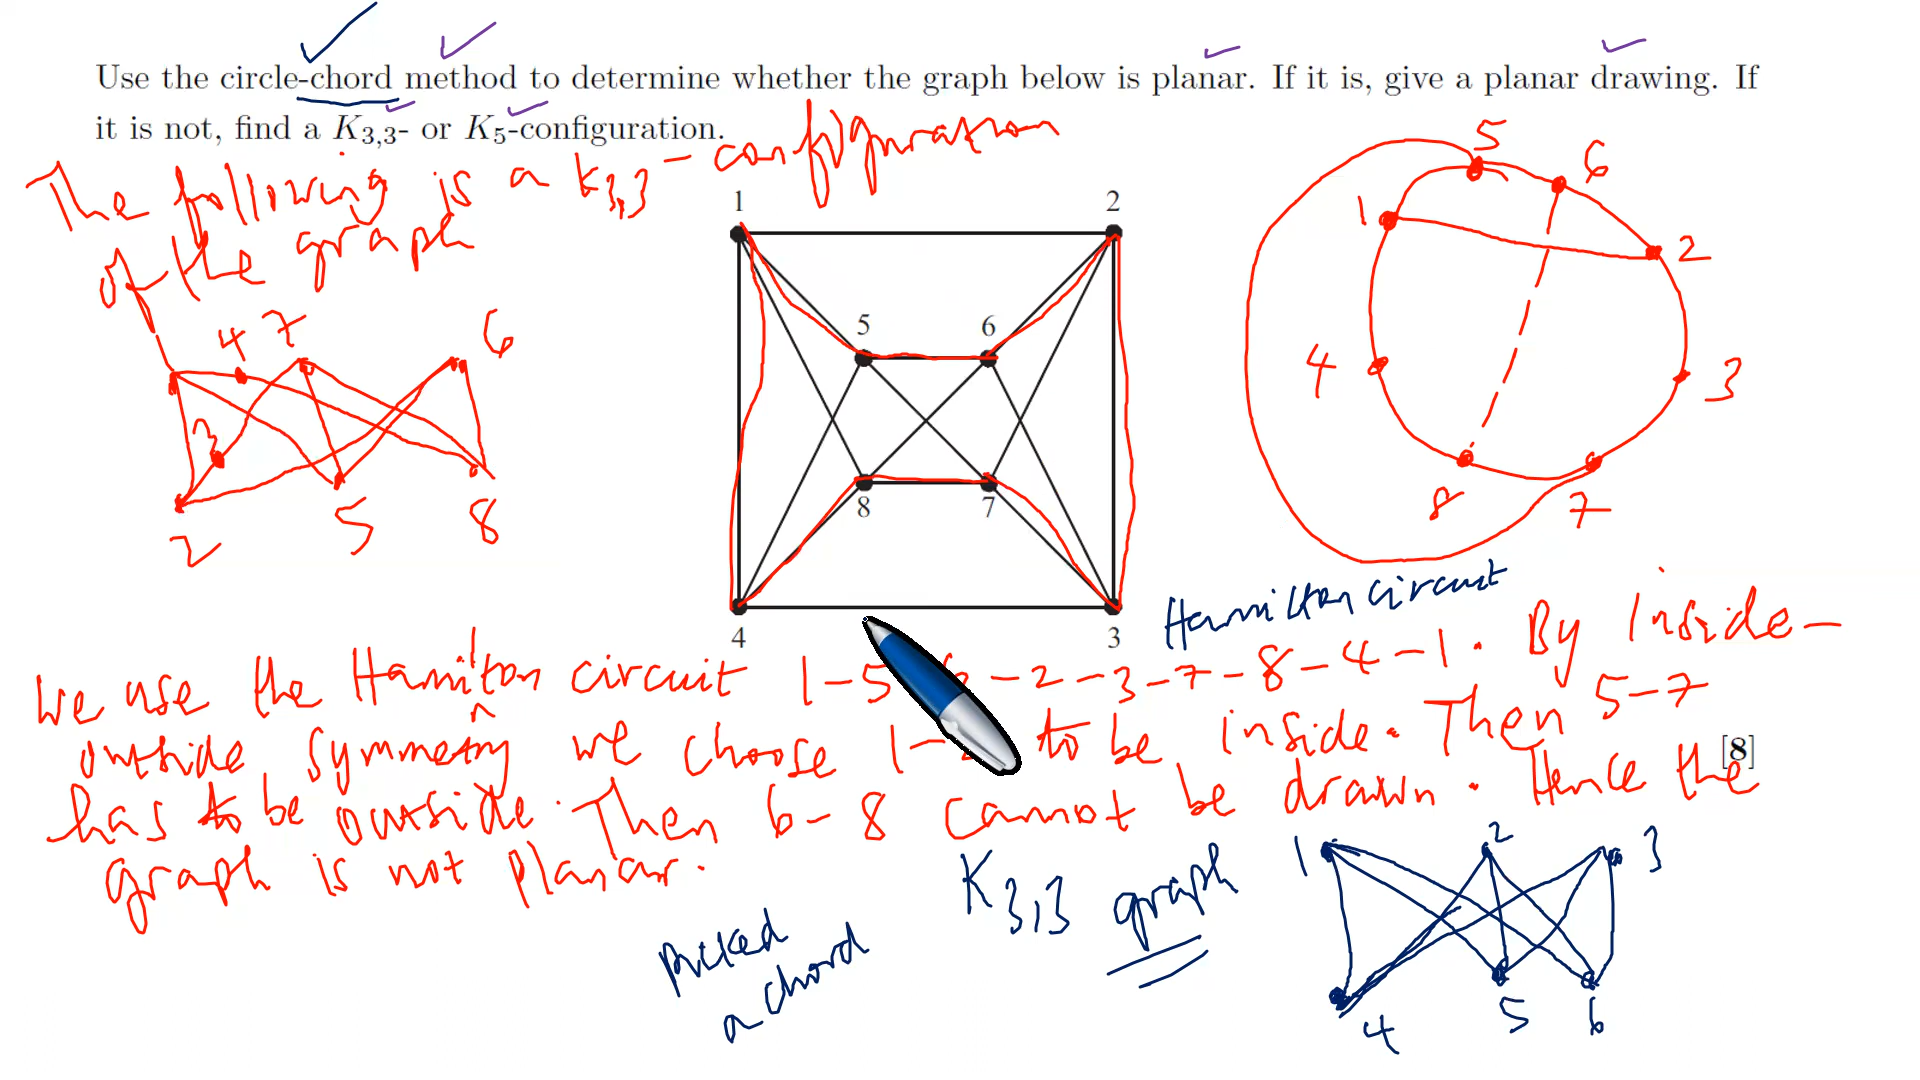 Use the circle-chord method to determine whether the graph below is planar. If it is, give a planar drawing. If
it is not, find a K3,3- or K5-configuration.
The following is a K3,3 - configuration
of the graph
1 2
5 6
8 7
4 3
4 7 6
3
2 5 8
5 6
1 2
4 3
8 7
Hamilton circuit
We use the Hamilton circuit 1-5 -2-3-7-8-4-1. By inside-
outside symmetry we choose 1- to be inside. Then 5-7
[8]
has to be outside. Then 6-8 cannot be drawn. Hence the
graph is not planar.
K3,3 graph
picked
a chord
1 2 3
4 5 6